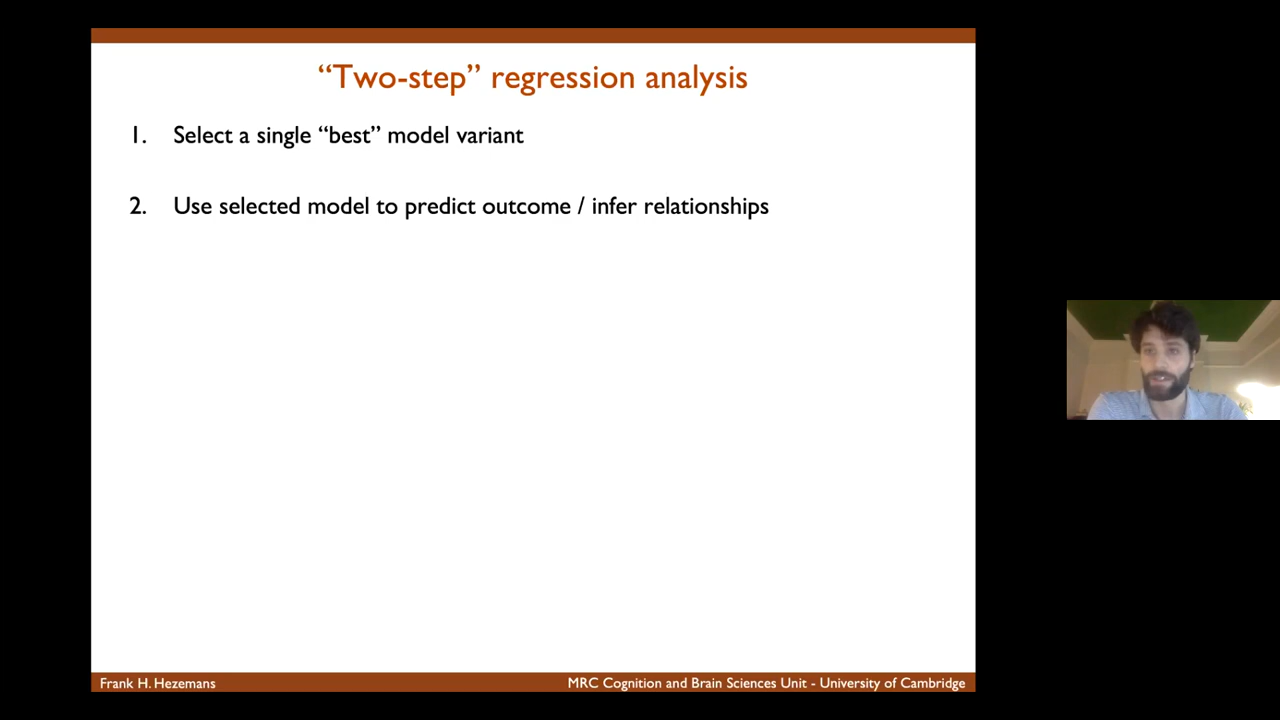 “Two-step” regression analysis
1. Select a single “best” model variant
2. Use selected model to predict outcome / infer relationships
Frank H. Hezemans
MRC Cognition and Brain Sciences Unit - University of Cambridge